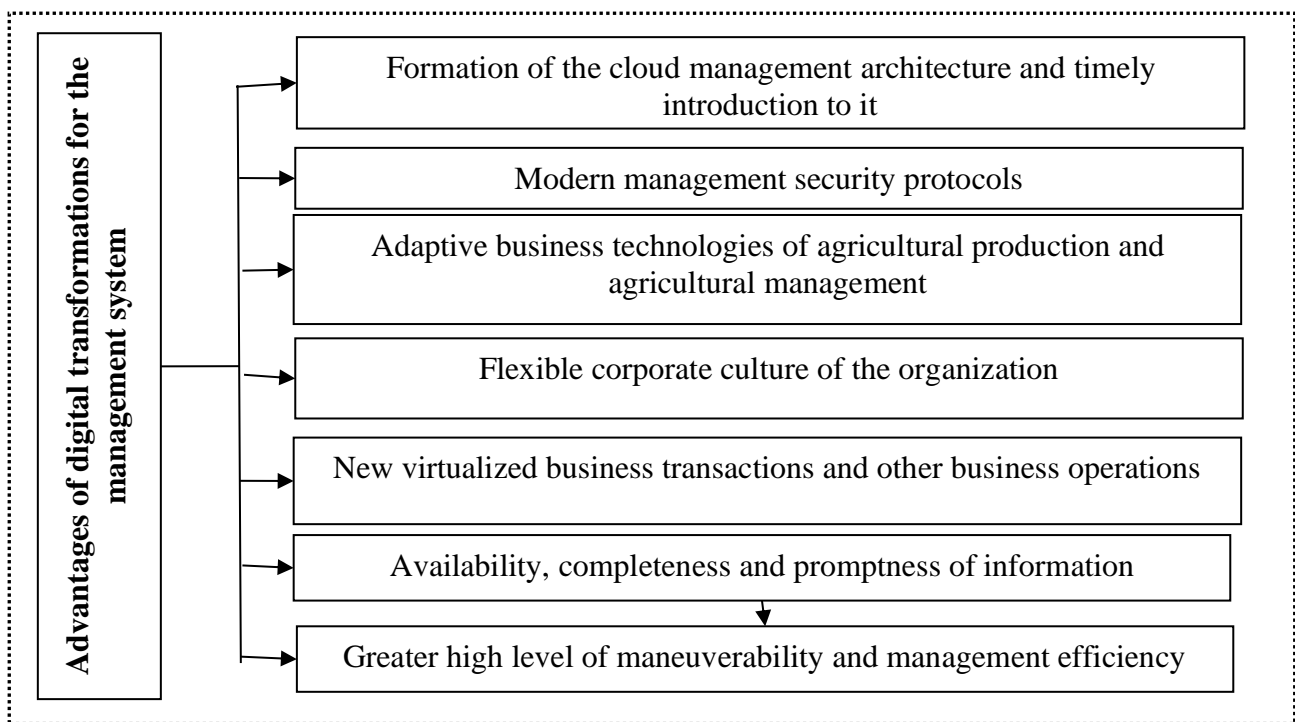 Advantages of digital transformations for the
management system
Formation of the cloud management architecture and timely
introduction to it
Modern management security protocols
Adaptive business technologies of agricultural production and
agricultural management
Flexible corporate culture of the organization
New virtualized business transactions and other business operations
Availability, completeness and promptness of information
Greater high level of maneuverability and management efficiency